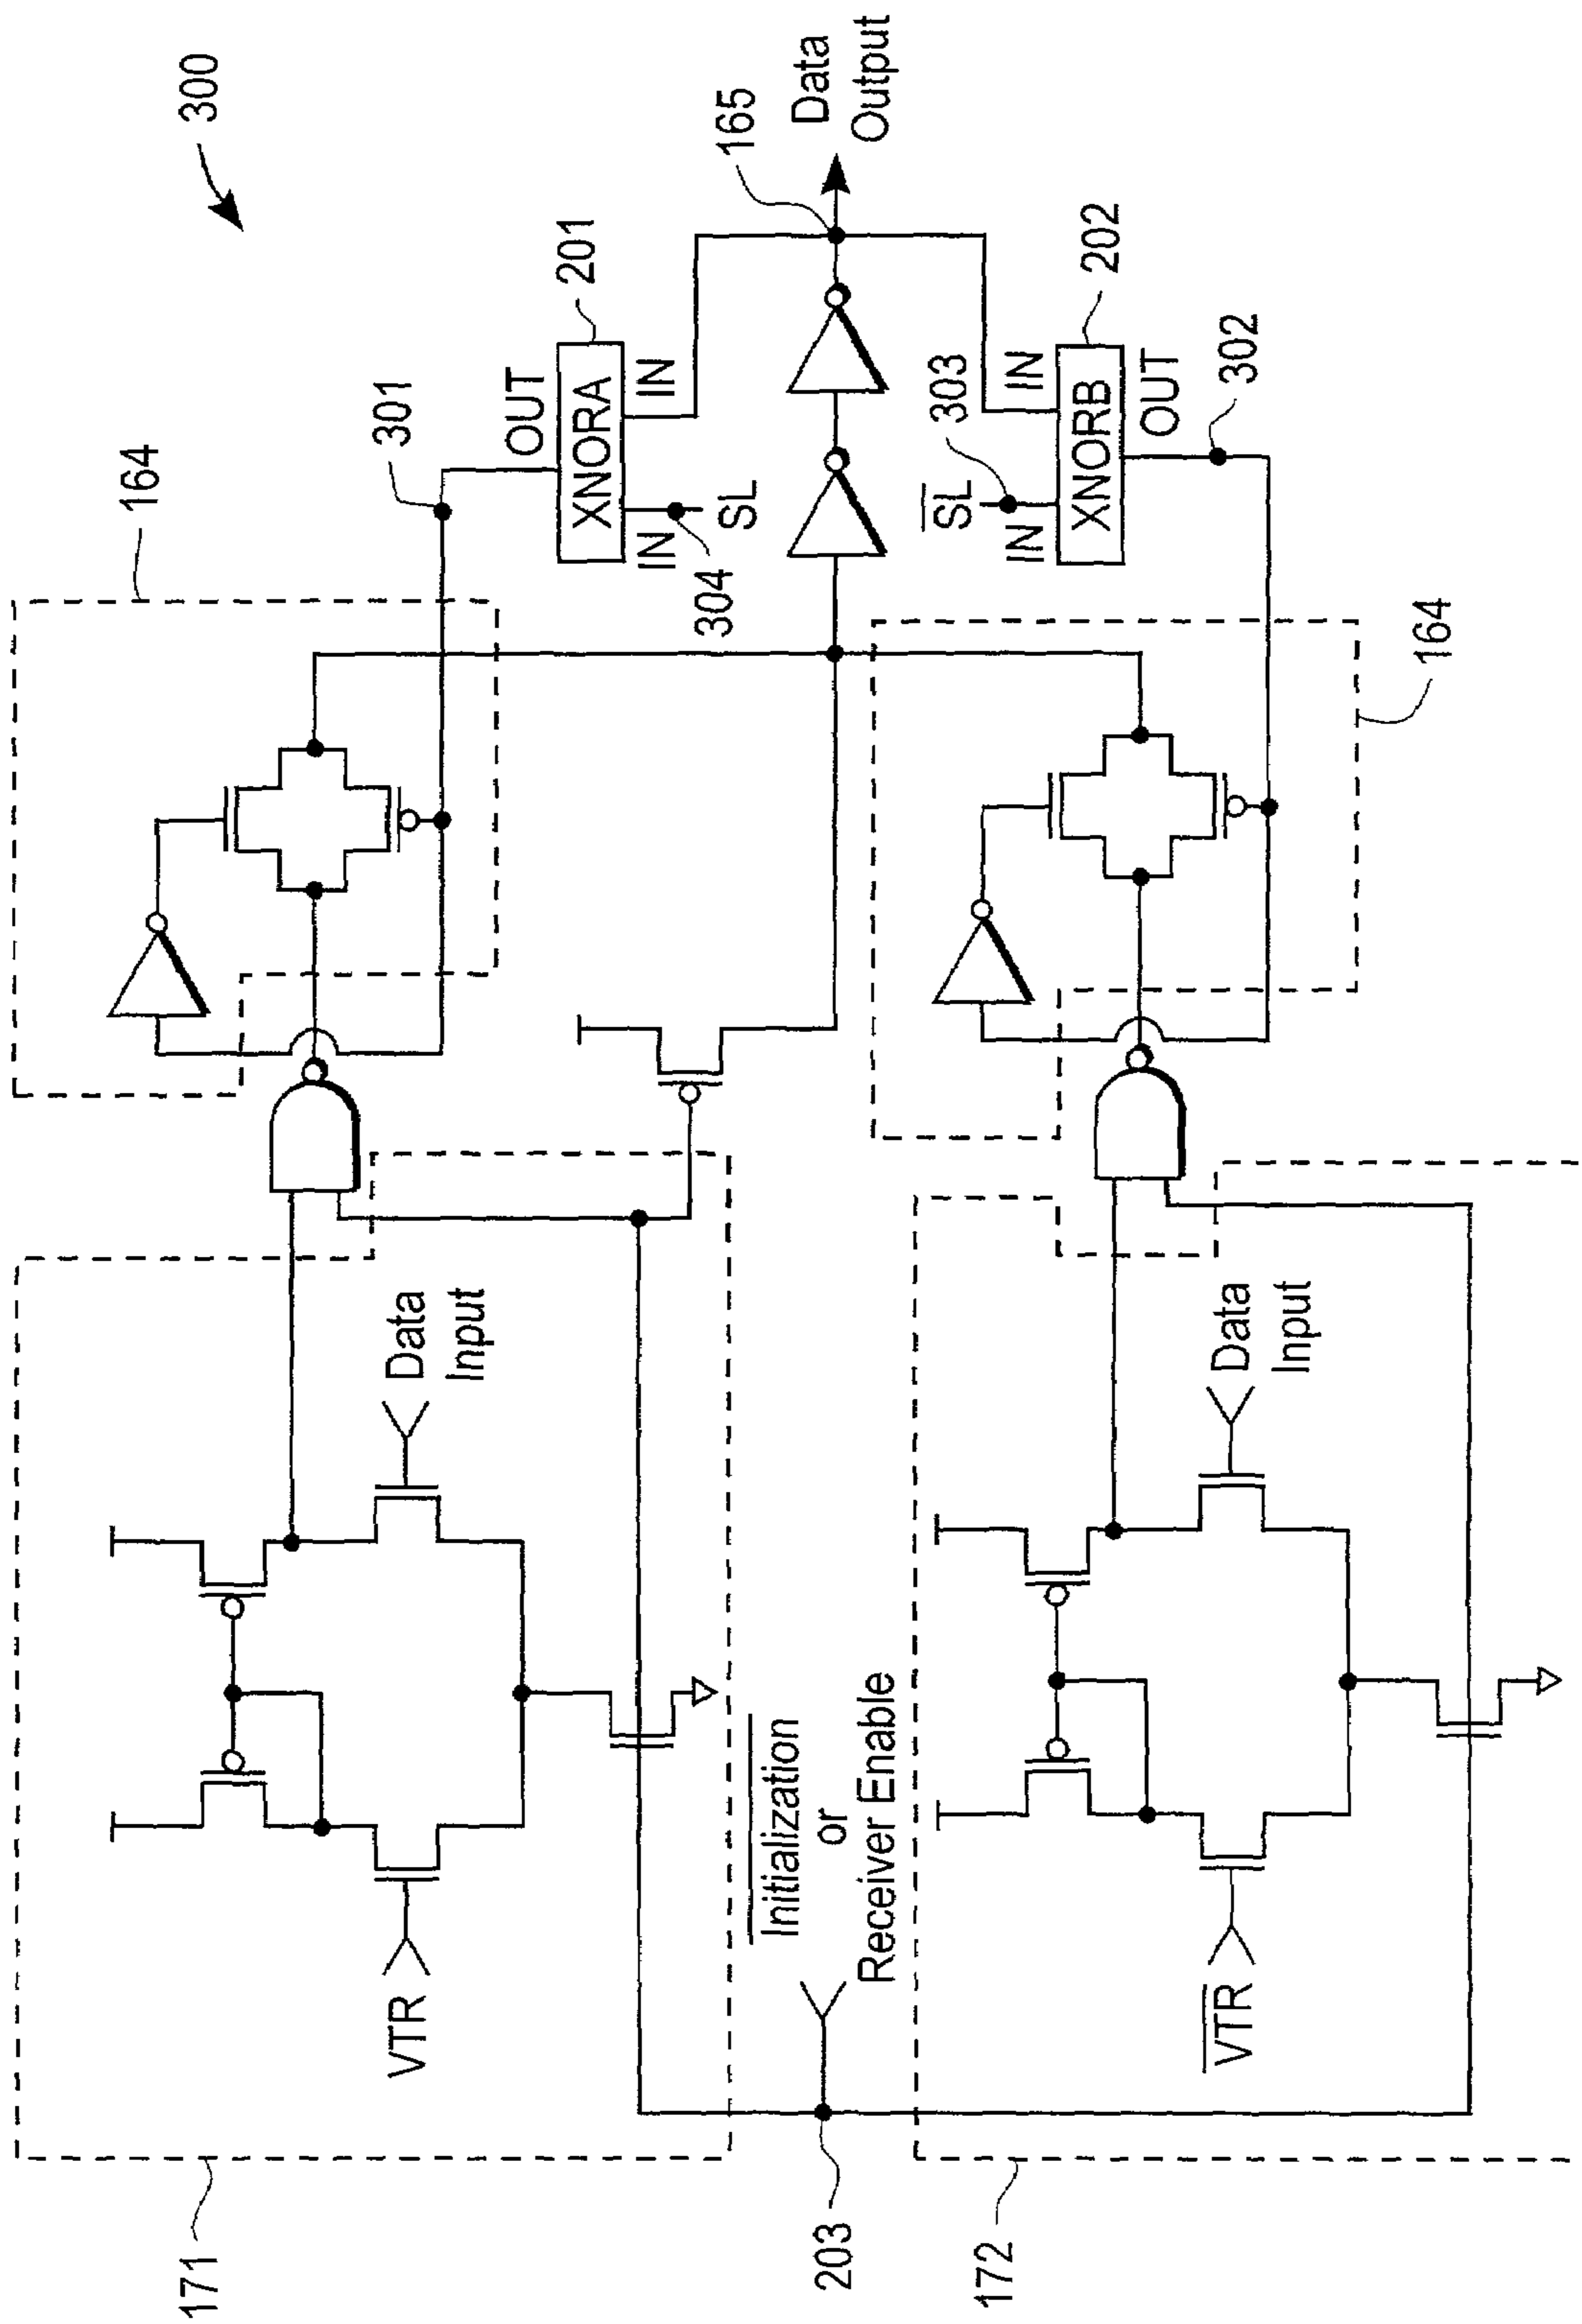 300
164
301
OUT
XNORA
201
IN
IN
304
SL
165
Data
Output
303
SL
IN
IN
XNORB
202
OUT
302
164
Data
Input
VTR
171
Initialization
or
Receiver Enable
203
Data
Input
VTR
172